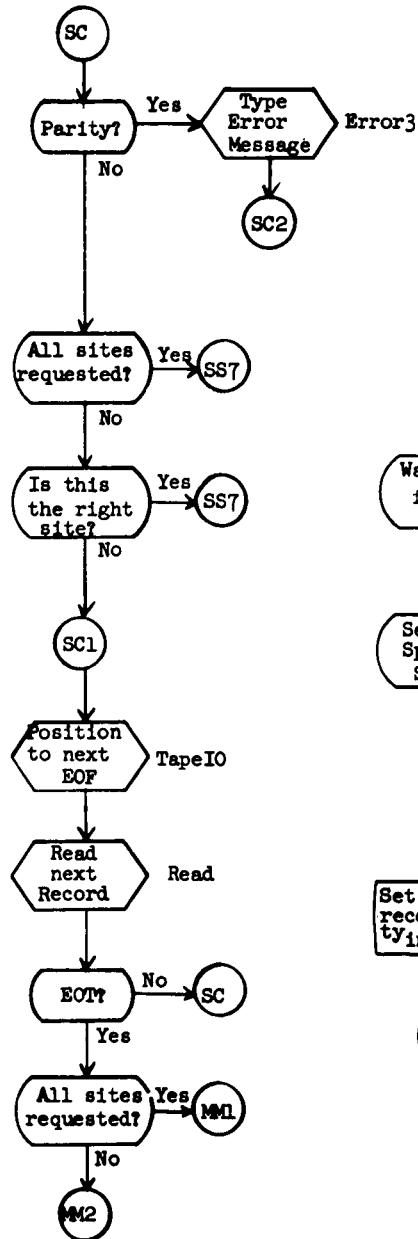 SC
Parity?
Yes
Type
Error
Message
Error3
No
SC2
All sites
requested?
Yes
SS7
No
Is this
the right
site?
Yes
SS7
No
SC1
Position
to next
EOF
TapeIO
Read
next
Record
Read
EOT?
No
SC
Yes
All sites
requested?
Yes
MM1
No
MM2
Set